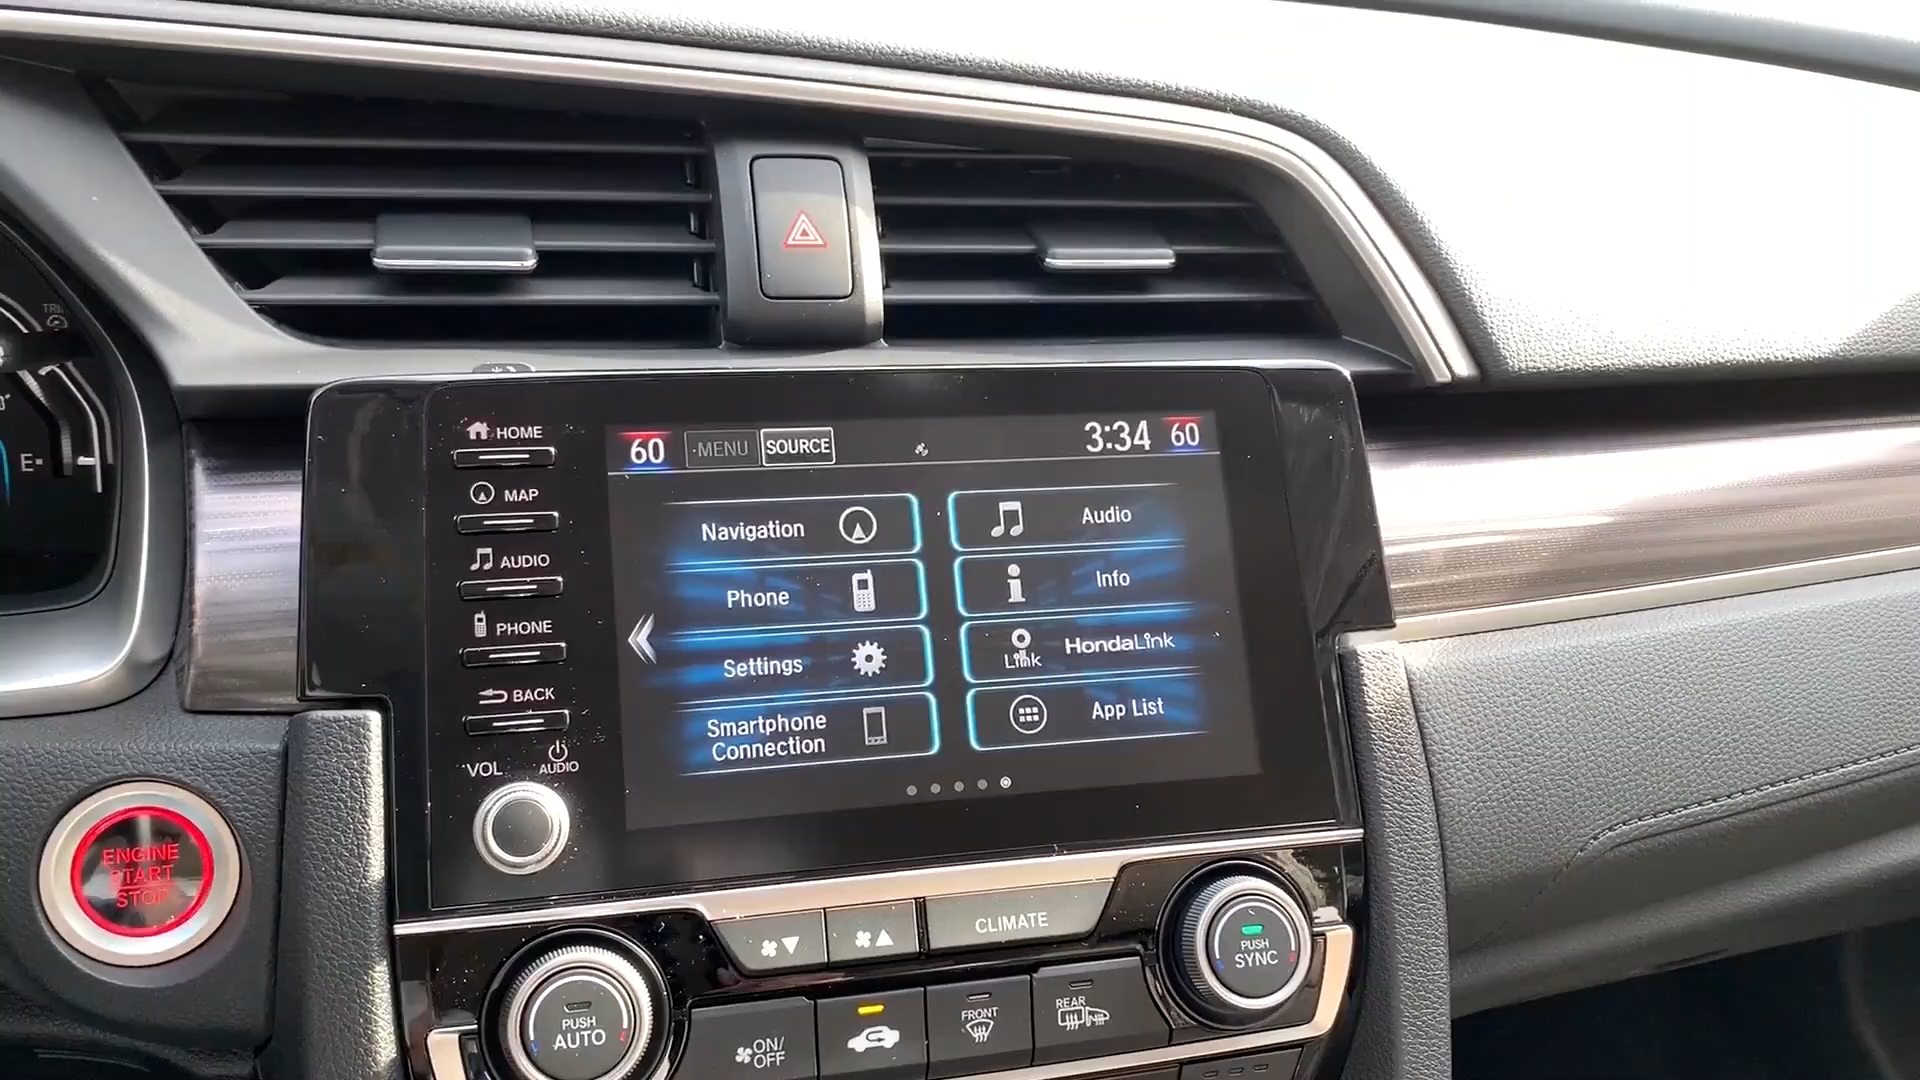 TRIP
E
HOME
MAP
AUDIO
PHONE
BACK
VOL
AUDIO
60
MENU
SOURCE
3:34
60
Navigation
Audio
Phone
Info
Settings
Link
HondaLink
Smartphone
Connection
App List
ENGINE
START
STOP
CLIMATE
PUSH
SYNC
PUSH
AUTO
ON/
OFF
FRONT
REAR